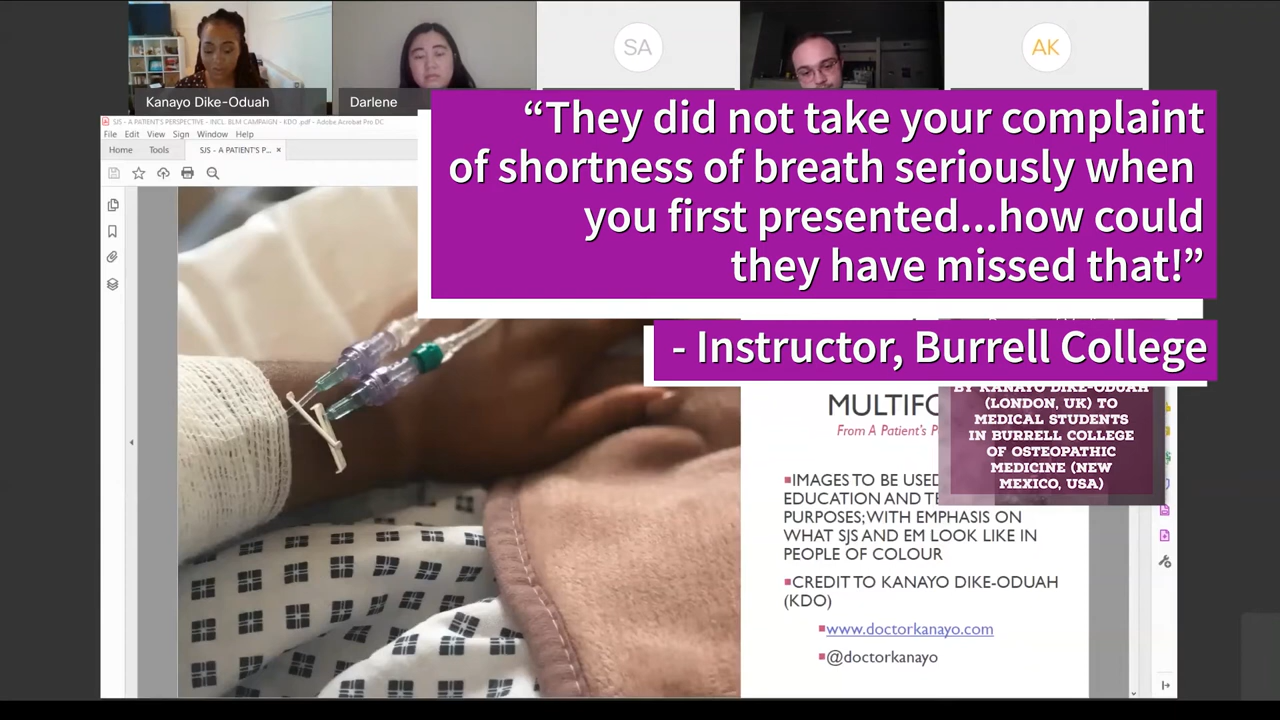 SA
AK
Kanayo Dike-Oduah
Darlene
“They did not take your complaint
of shortness of breath seriously when
you first presented...how could
they have missed that!”
- Instructor, Burrell College
SJS - A PATIENT'S PERSPECTIVE - INCL. BLM CAMPAIGN - KDO .pdf - Adobe Acrobat Pro DC
File Edit View Sign Window Help
Home Tools SJS - A PATIENT'S P... ×
BY KANAYO DIKE-ODUAH
(LONDON, UK) TO
MEDICAL STUDENTS
IN BURRELL COLLEGE
OF OSTEOPATHIC
MEDICINE (NEW
MEXICO, USA)
MULTIFO
From A Patient's P
IMAGES TO BE USED
EDUCATION AND TE
PURPOSES; WITH EMPHASIS ON
WHAT SJS AND EM LOOK LIKE IN
PEOPLE OF COLOUR
CREDIT TO KANAYO DIKE-ODUAH
(KDO)
www.doctorkanayo.com
@doctorkanayo